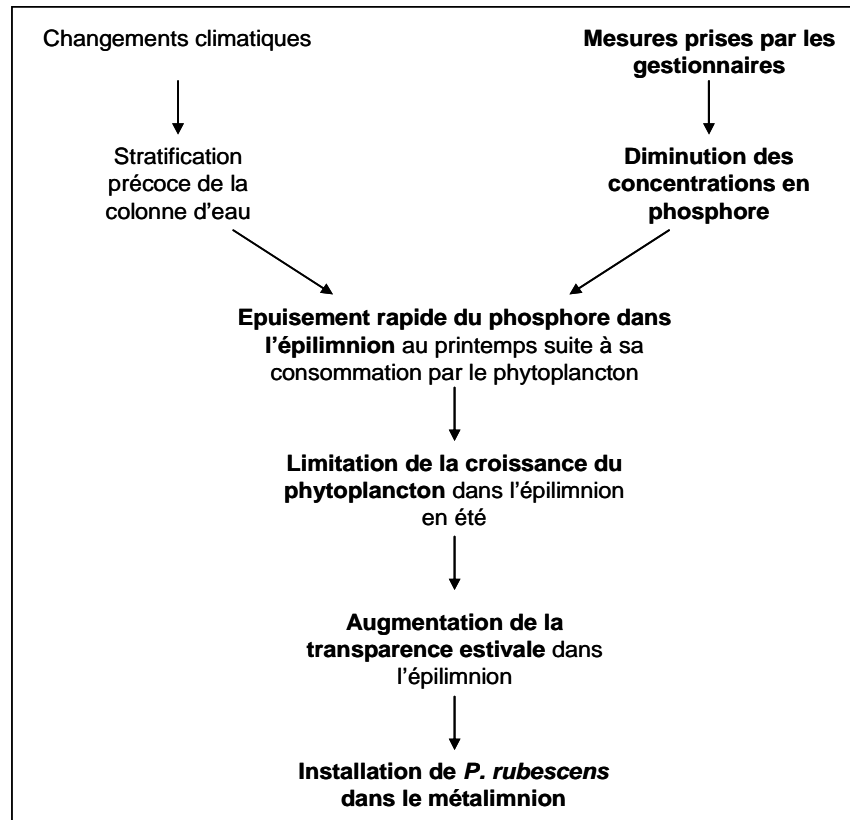 Changements climatiques
Mesures prises par les
gestionnaires
Stratification
précoce de la
colonne d'eau
Diminution des
concentrations en
phosphore
Epuisement rapide du phosphore dans
l'épilimnion au printemps suite à sa
consommation par le phytoplancton
Limitation de la croissance du
phytoplancton dans l'épilimnion
en été
Augmentation de la
transparence estivale dans
l'épilimnion
Installation de P. rubescens
dans le métalimnion